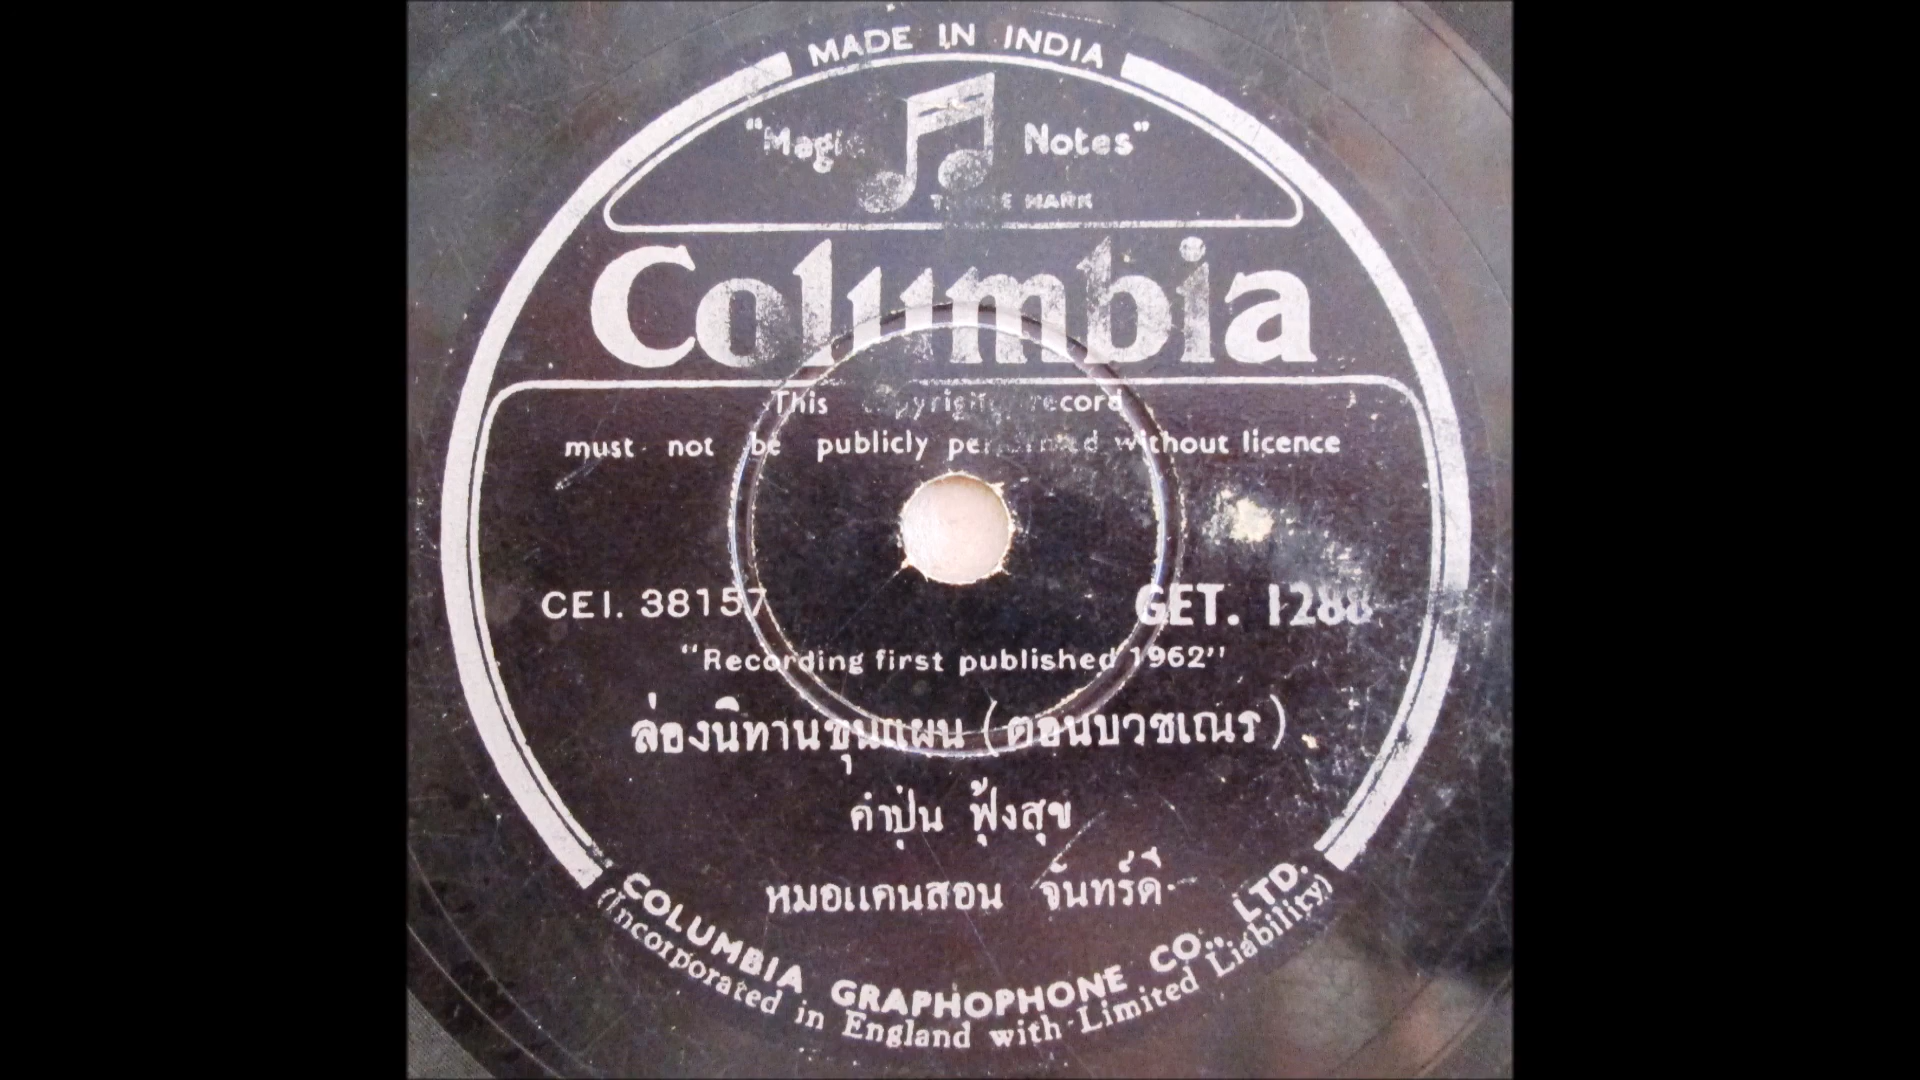 MADE IN INDIA
"Magic Notes"
TRADE MARK
Columbia
This copyright record
must not be publicly performed without licence
CEI. 38157 GET. 1288
"Recording first published 1962"
ล่องนิทานขุนแผน (ตอนบวชเณร)
คำปุ่น ฟุ้งสุข
หมอแคนสอน จันทร์ดี
COLUMBIA GRAPHOPHONE CO., LTD.
(Incorporated in England with Limited Liability)